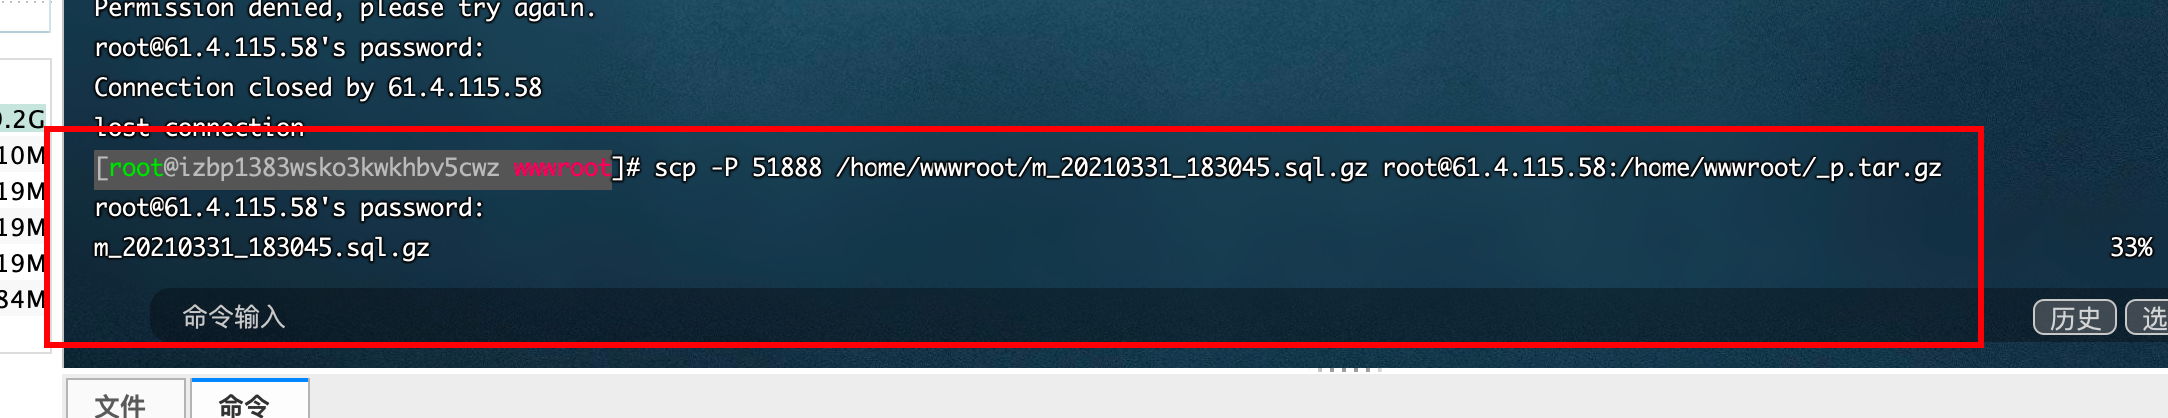 Permission denied, please try again.
root@61.4.115.58's password:
Connection closed by 61.4.115.58
lost connection
[root@izbp1383wsko3kwkhbv5cwz wwwroot]# scp -P 51888 /home/wwwroot/m_20210331_183045.sql.gz root@61.4.115.58:/home/wwwroot/_p.tar.gz
root@61.4.115.58's password:
m_20210331_183045.sql.gz 33%
.2G
10M
19M
19M
19M
84M
命令输入 历史 选
文件 命令